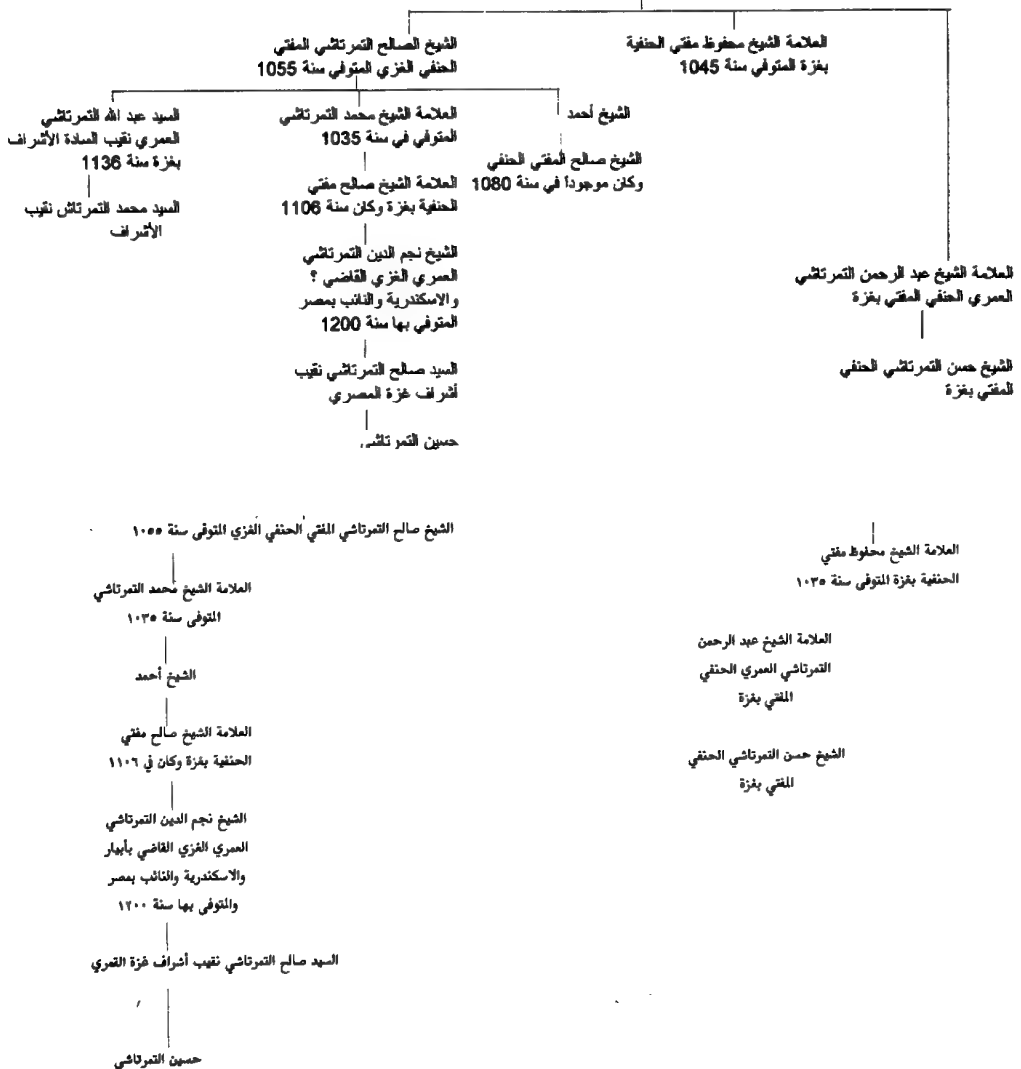 العلامة الشيخ محفوظ مفتي الحنفية
بغزة المتوفي سنة 1045
الشيخ الصالح التمرتاشي المفتي
الحنفي الغزي المتوفي سنة 1055
الشيخ أحمد
الشيخ صالح المفتي الحنفي
وكان موجوداً في سنة 1080
العلامة الشيخ محمد التمرتاشي
المتوفي في سنة 1035
العلامة الشيخ صالح مفتي
الحنفية بغزة وكان سنة 1106
الشيخ نجم الدين التمرتاشي
العمري الغزي القاضي ؟
والاسكندرية والنائب بمصر
المتوفي بها سنة 1200
السيد صالح التمرتاشي نقيب
أشراف غزة المصري
حسين التمرتاشي
السيد عبد الله التمرتاشي
العمري نقيب السادة الأشراف
بغزة سنة 1136
السيد محمد التمرتاش نقيب
الأشراف
العلامة الشيخ عبد الرحمن التمرتاشي
العمري الحنفي المفتي بغزة
الشيخ حسن التمرتاشي الحنفي
المفتي بغزة
العلامة الشيخ محفوظ مفتي
الحنفية بغزة المتوفى سنة ١٠٣٥
العلامة الشيخ عبد الرحمن
التمرتاشي العمري الحنفي
المفتي بغزة
الشيخ حسن التمرتاشي الحنفي
المفتي بغزة
الشيخ صالح التمرتاشي المفتي الحنفي الغزي المتوفى سنة ١٠٥٥
العلامة الشيخ محمد التمرتاشي
المتوفى سنة ١٠٣٥
الشيخ أحمد
العلامة الشيخ صالح مفتي
الحنفية بغزة وكان في ١١٠٦
الشيخ نجم الدين التمرتاشي
العمري الغزي القاضي بأبيار
والاسكندرية والنائب بمصر
والمتوفى بها سنة ١٢٠٠
السيد صالح التمرتاشي نقيب أشراف غزة القمري
حسين التمرتاشي